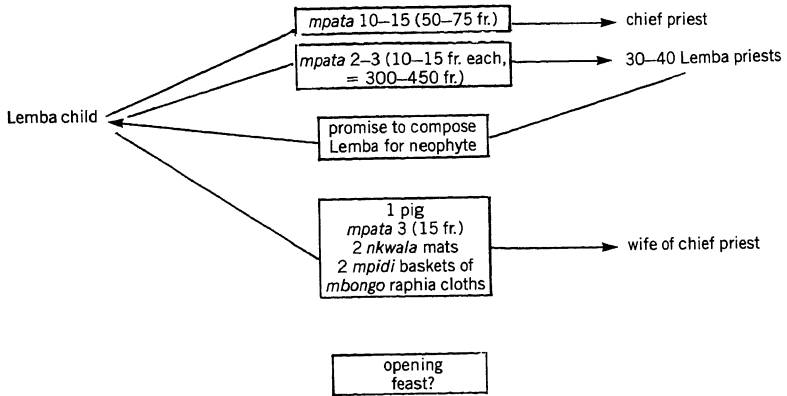 mpata 10–15 (50–75 fr.)
chief priest
mpata 2–3 (10–15 fr. each,
= 300–450 fr.)
30–40 Lemba priests
Lemba child
promise to compose
Lemba for neophyte
1 pig
mpata 3 (15 fr.)
2 nkwala mats
2 mpidi baskets of
mbongo raphia cloths
wife of chief priest
opening
feast?